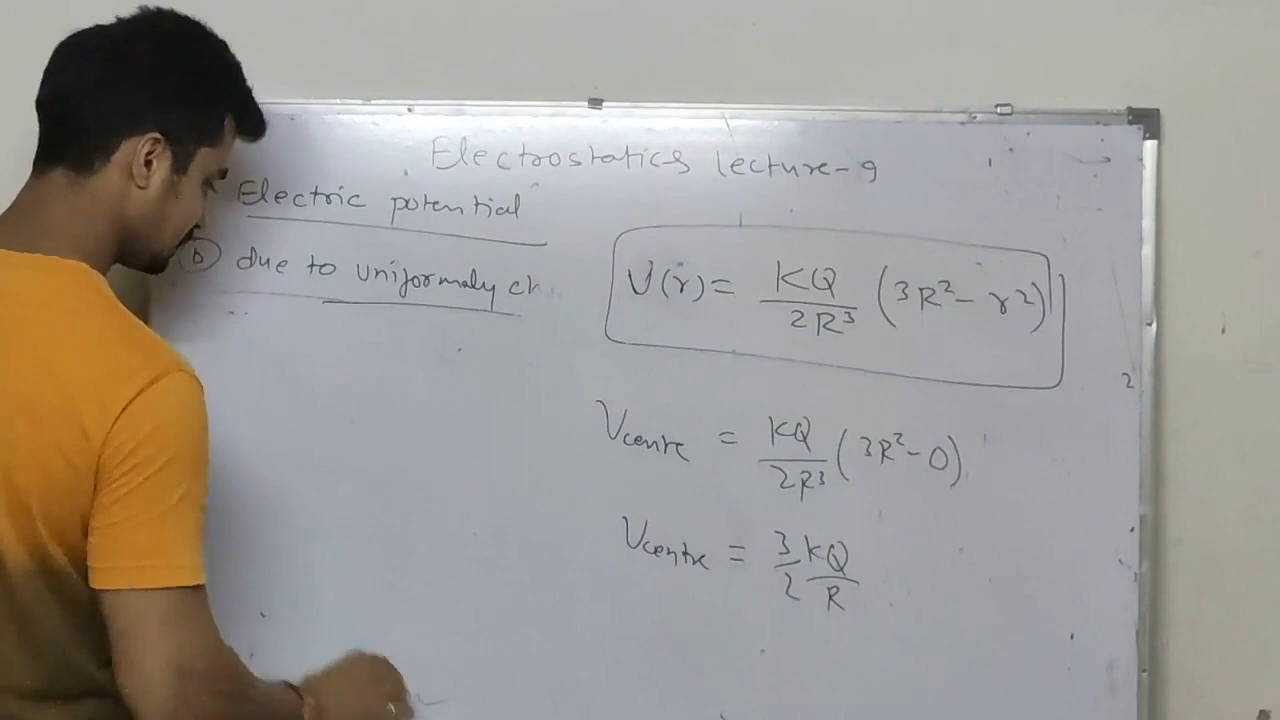 Electrostatics lecture-9
Electric potential
(b) due to uniformaly ch
V(r) = KQ/2R³ (3R² - r²)
2
Vcentre = KQ/2R³ (3R² - 0)
Vcentre = 3/2 KQ/R